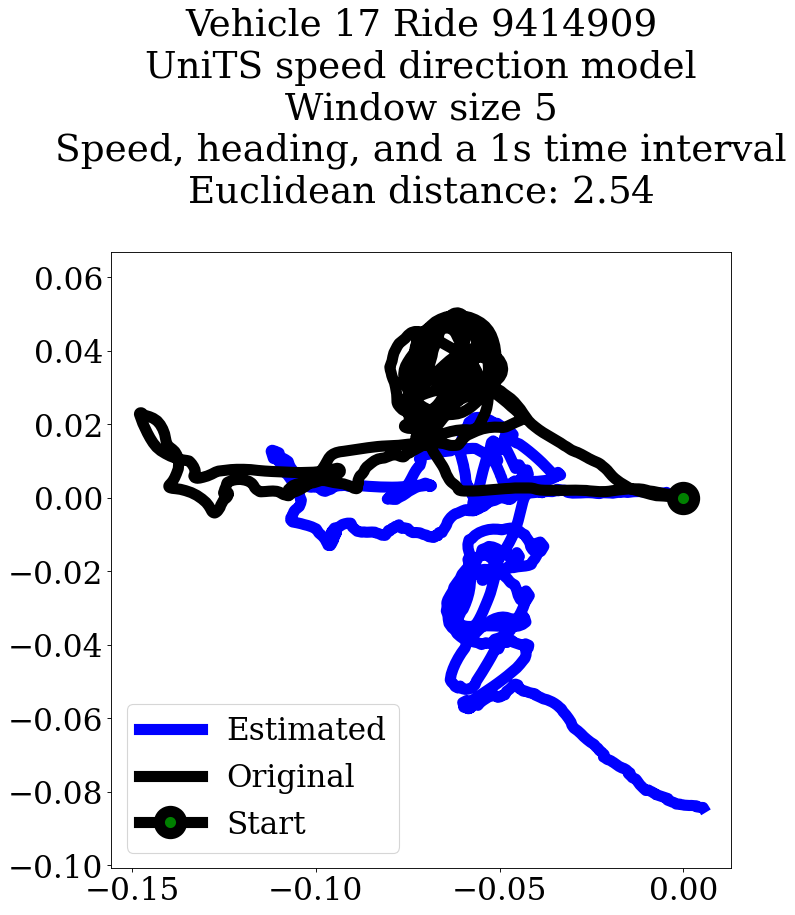 Vehicle 17 Ride 9414909
UniTS speed direction model
Window size 5
Speed, heading, and a 1s time interval
Euclidean distance: 2.54
0.06
0.04
0.02
0.00
−0.02
−0.04
−0.06
−0.08
−0.10
Estimated
Original
Start
−0.15
−0.10
−0.05
0.00